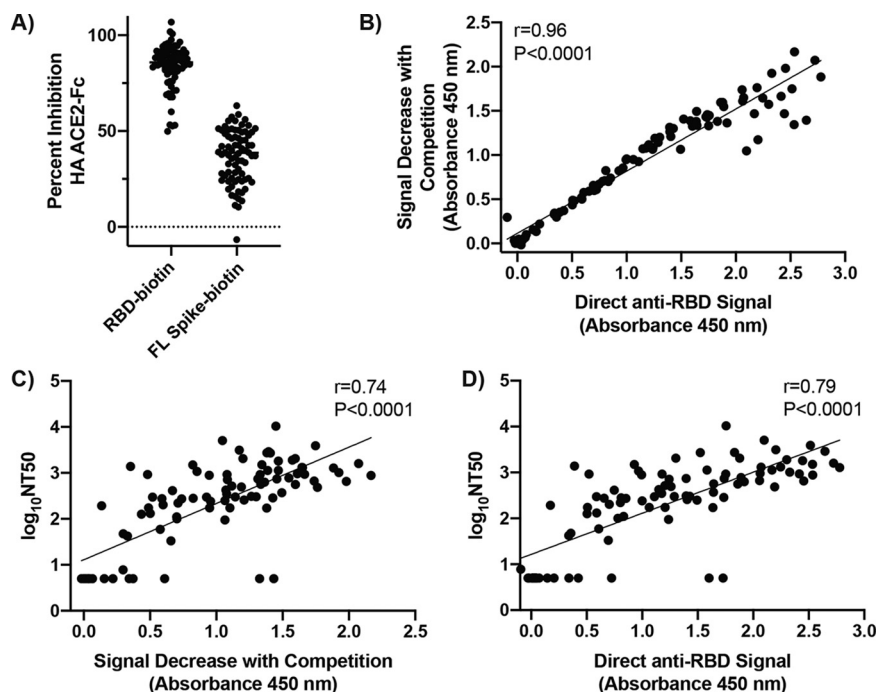 A)
Percent Inhibition
HA ACE2-Fc
100
50
0
RBD-biotin
FL Spike-biotin
B)
r=0.96
P<0.0001
Signal Decrease with
Competition
(Absorbance 450 nm)
2.5
2.0
1.5
1.0
0.5
0.0
0.0 0.5 1.0 1.5 2.0 2.5 3.0
Direct anti-RBD Signal
(Absorbance 450 nm)
C)
r=0.74
P<0.0001
log10NT50
5
4
3
2
1
0
0.0 0.5 1.0 1.5 2.0 2.5
Signal Decrease with Competition
(Absorbance 450 nm)
D)
r=0.79
P<0.0001
log10NT50
5
4
3
2
1
0
0.0 0.5 1.0 1.5 2.0 2.5 3.0
Direct anti-RBD Signal
(Absorbance 450 nm)